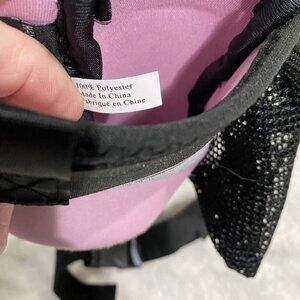 100% Polyester
Made In China
Fabriqué en Chine